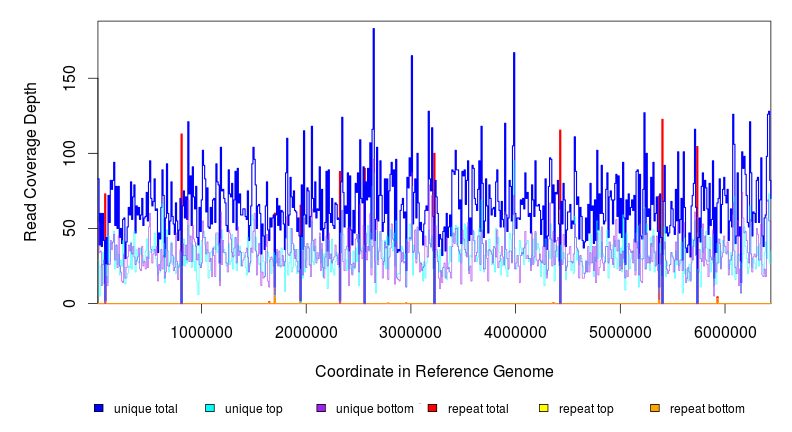 Read Coverage Depth
150
100
50
0
1000000 2000000 3000000 4000000 5000000 6000000
Coordinate in Reference Genome
unique total unique top unique bottom repeat total repeat top repeat bottom